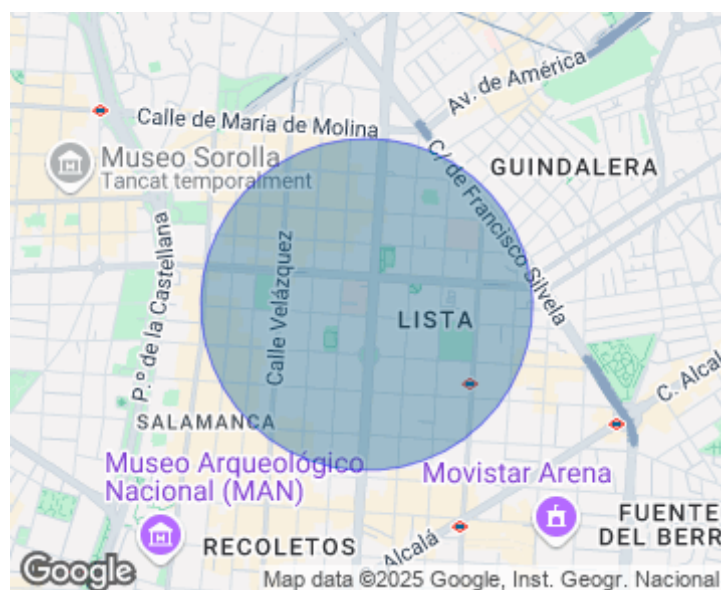 Av. de América
Calle de María de Molina
Museo Sorolla
Tancat temporalment
C/ de Francisco Silvela
GUINDALERA
P.º de la Castellana
Calle Velázquez
LISTA
C. Alcal
SALAMANCA
Museo Arqueológico
Nacional (MAN)
Movistar Arena
FUENTE
DEL BERR
RECOLETOS
Alcalá
Google
Map data ©2025 Google, Inst. Geogr. Nacional